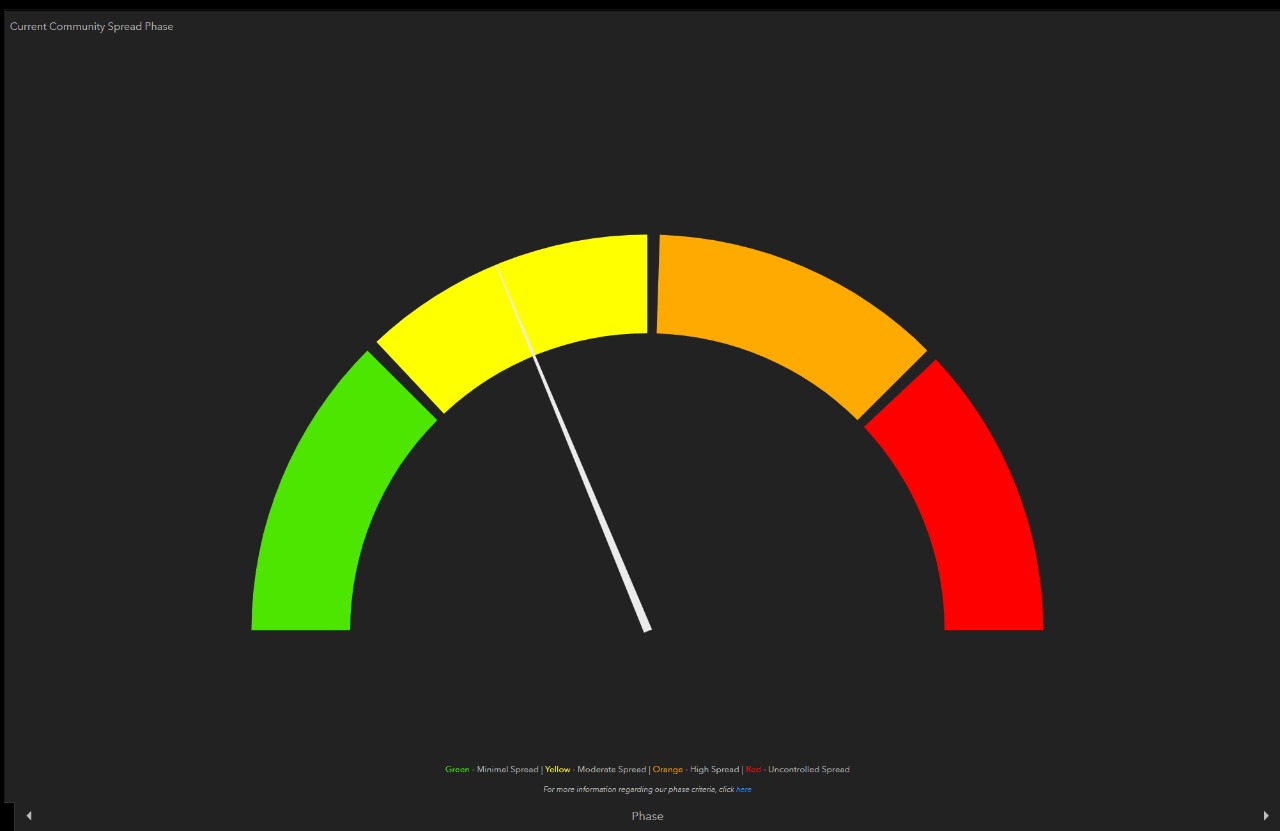 Current Community Spread Phase
Green - Minimal Spread | Yellow - Moderate Spread | Orange - High Spread | Red - Uncontrolled Spread
For more information regarding our phase criteria, click here
Phase